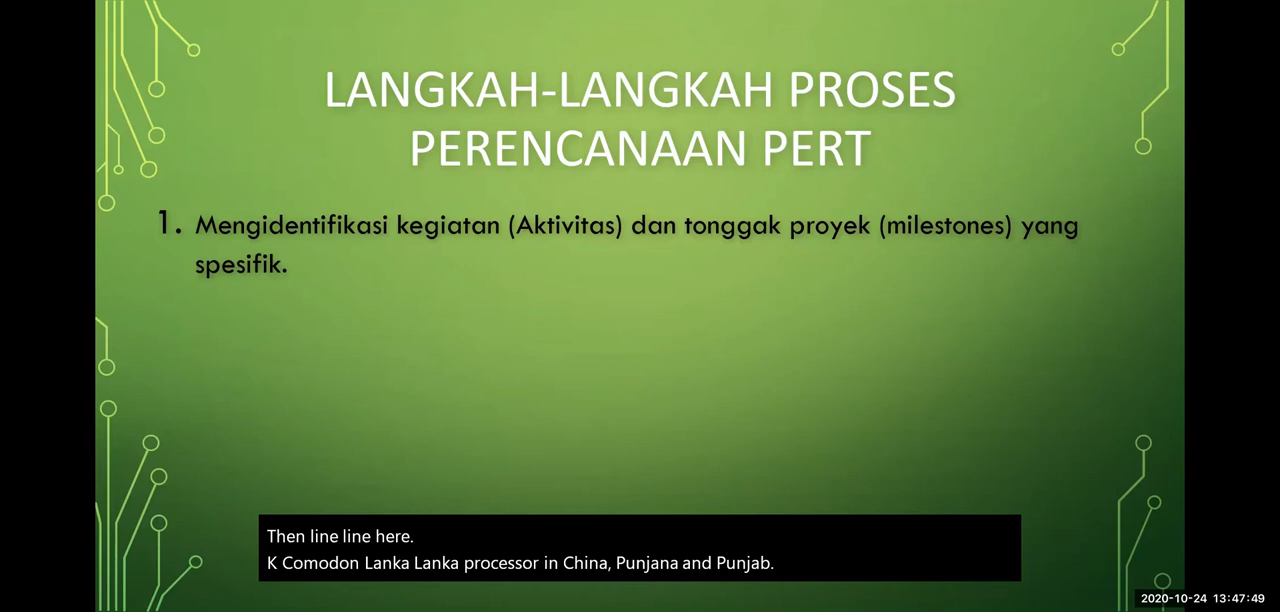 LANGKAH-LANGKAH PROSES
PERENCANAAN PERT
1. Mengidentifikasi kegiatan (Aktivitas) dan tonggak proyek (milestones) yang
spesifik.
Then line line here.
K Comodon Lanka Lanka processor in China, Punjana and Punjab.
2020-10-24 13:47:49